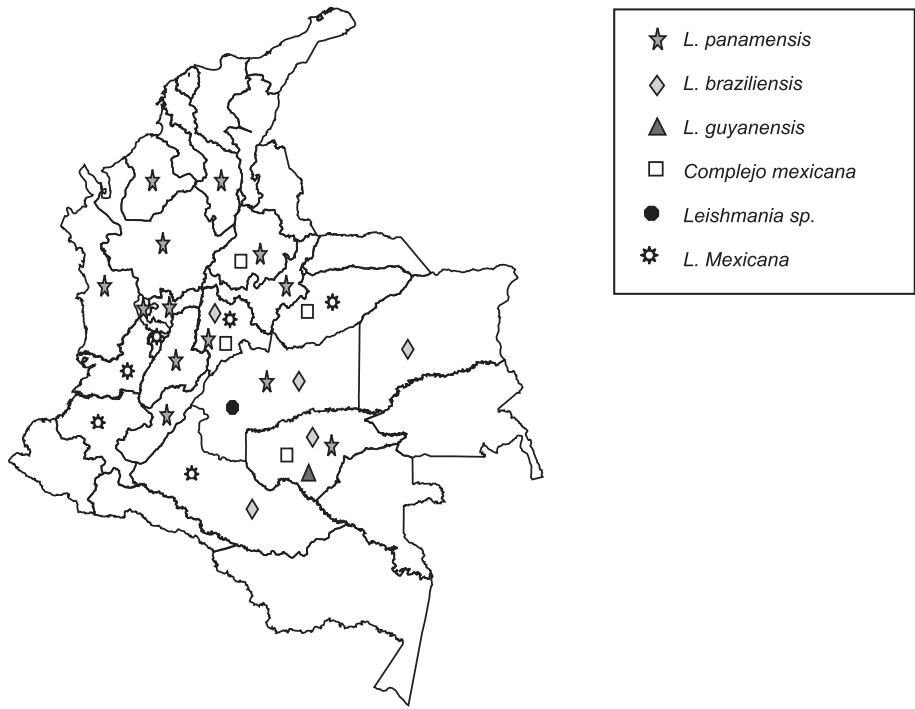 L. panamensis
L. braziliensis
L. guyanensis
Complejo mexicana
Leishmania sp.
L. Mexicana